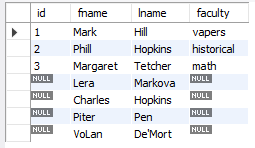 id fname lname faculty
1 Mark Hill vapers
2 Phill Hopkins historical
3 Margaret Tetcher math
NULL Lera Markova NULL
NULL Charles Hopkins NULL
NULL Piter Pen NULL
NULL VoLan De'Mort NULL